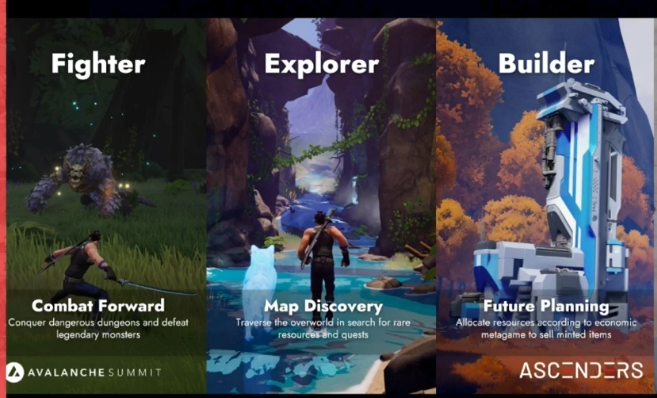 Fighter
Combat Forward
Conquer dangerous dungeons and defeat
legendary monsters
AVALANCHE SUMMIT
Explorer
Map Discovery
Traverse the overworld in search for rare
resources and quests
Builder
Future Planning
Allocate resources according to economic
metagame to sell minted items
ASCENDERS